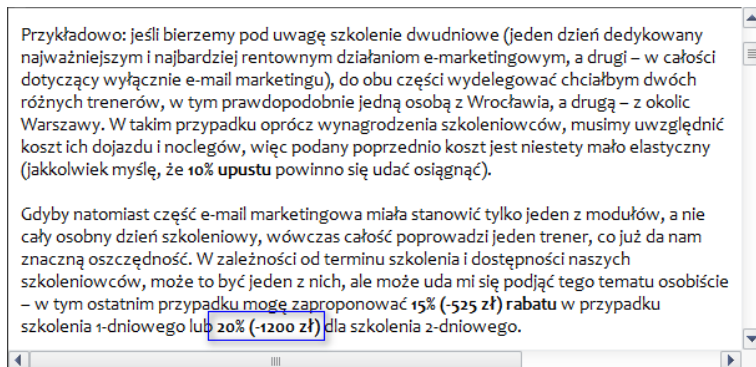 Przykładowo: jeśli bierzemy pod uwagę szkolenie dwudniowe (jeden dzień dedykowany
najważniejszym i najbardziej rentownym działaniom e-marketingowym, a drugi – w całości
dotyczący wyłącznie e-mail marketingu), do obu części wydelegować chciałbym dwóch
różnych trenerów, w tym prawdopodobnie jedną osobą z Wrocławia, a drugą – z okolic
Warszawy. W takim przypadku oprócz wynagrodzenia szkoleniowców, musimy uwzględnić
koszt ich dojazdu i noclegów, więc podany poprzednio koszt jest niestety mało elastyczny
(jakkolwiek myślę, że 10% upustu powinno się udać osiągnąć).
Gdyby natomiast część e-mail marketingowa miała stanowić tylko jeden z modułów, a nie
cały osobny dzień szkoleniowy, wówczas całość poprowadzi jeden trener, co już da nam
znaczną oszczędność. W zależności od terminu szkolenia i dostępności naszych
szkoleniowców, może to być jeden z nich, ale może uda mi się podjąć tego tematu osobiście
– w tym ostatnim przypadku mogę zaproponować 15% (-525 zł) rabatu w przypadku
szkolenia 1-dniowego lub 20% (-1200 zł) dla szkolenia 2-dniowego.